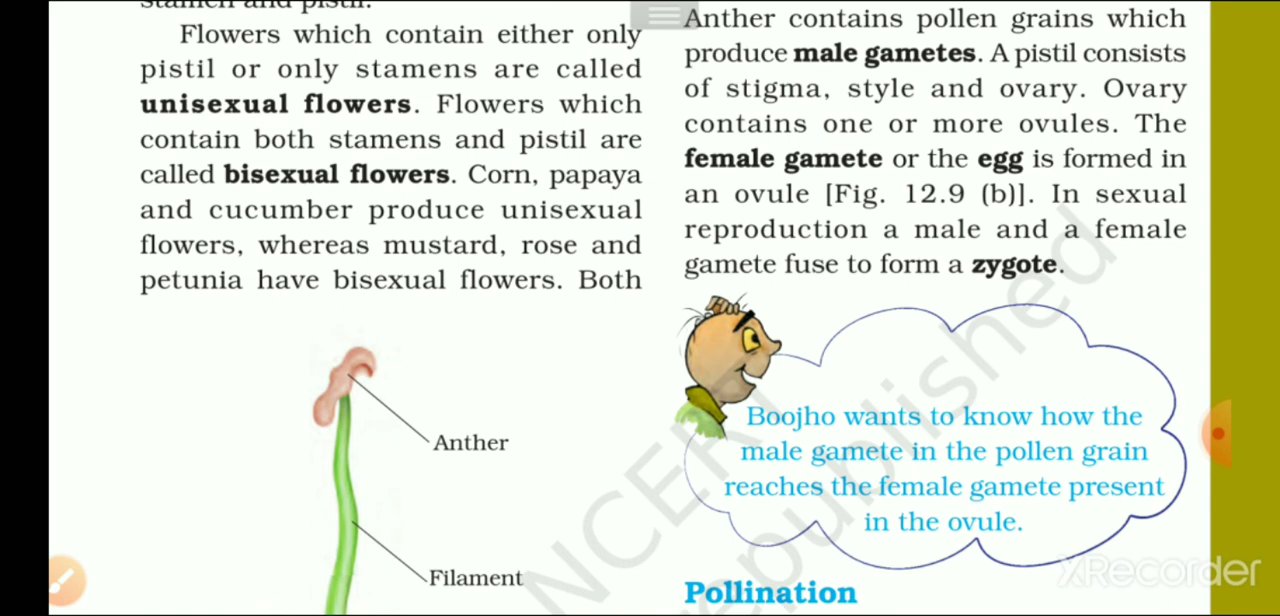 stamen and pistil.
Flowers which contain either only
pistil or only stamens are called
unisexual flowers. Flowers which
contain both stamens and pistil are
called bisexual flowers. Corn, papaya
and cucumber produce unisexual
flowers, whereas mustard, rose and
petunia have bisexual flowers. Both
Anther
Filament
Anther contains pollen grains which
produce male gametes. A pistil consists
of stigma, style and ovary. Ovary
contains one or more ovules. The
female gamete or the egg is formed in
an ovule [Fig. 12.9 (b)]. In sexual
reproduction a male and a female
gamete fuse to form a zygote.
Boojho wants to know how the
male gamete in the pollen grain
reaches the female gamete present
in the ovule.
Pollination
NCERT
republished
XRecorder